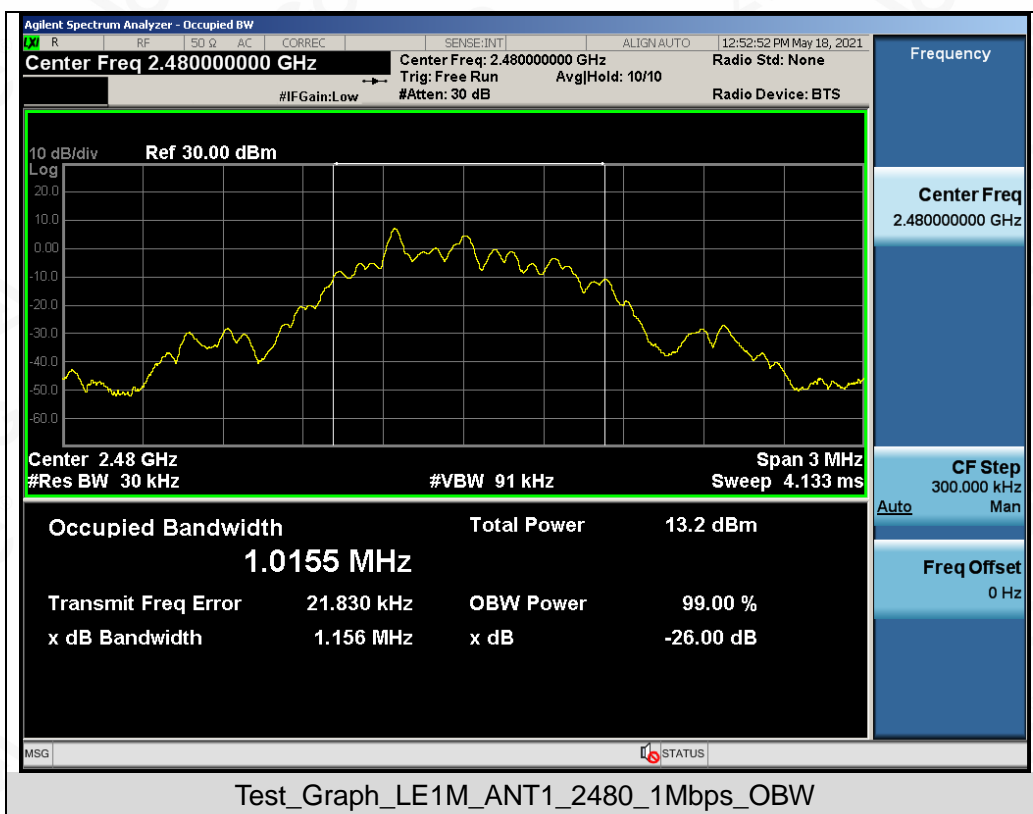 Agilent Spectrum Analyzer - Occupied BW
LXI R RF 50 Ω AC CORREC SENSE:INT ALIGN AUTO 12:52:52 PM May 18, 2021
Center Freq 2.480000000 GHz
Center Freq: 2.480000000 GHz
Radio Std: None
Trig: Free Run Avg|Hold: 10/10
#IFGain:Low
#Atten: 30 dB
Radio Device: BTS
10 dB/div Ref 30.00 dBm
Log
20.0
10.0
0.00
-10.0
-20.0
-30.0
-40.0
-50.0
-60.0
Center 2.48 GHz Span 3 MHz
#Res BW 30 kHz #VBW 91 kHz Sweep 4.133 ms
Occupied Bandwidth Total Power 13.2 dBm
1.0155 MHz
Transmit Freq Error 21.830 kHz OBW Power 99.00 %
x dB Bandwidth 1.156 MHz x dB -26.00 dB
MSG STATUS
Frequency
Center Freq
2.480000000 GHz
CF Step
300.000 kHz
Auto Man
Freq Offset
0 Hz
Test_Graph_LE1M_ANT1_2480_1Mbps_OBW